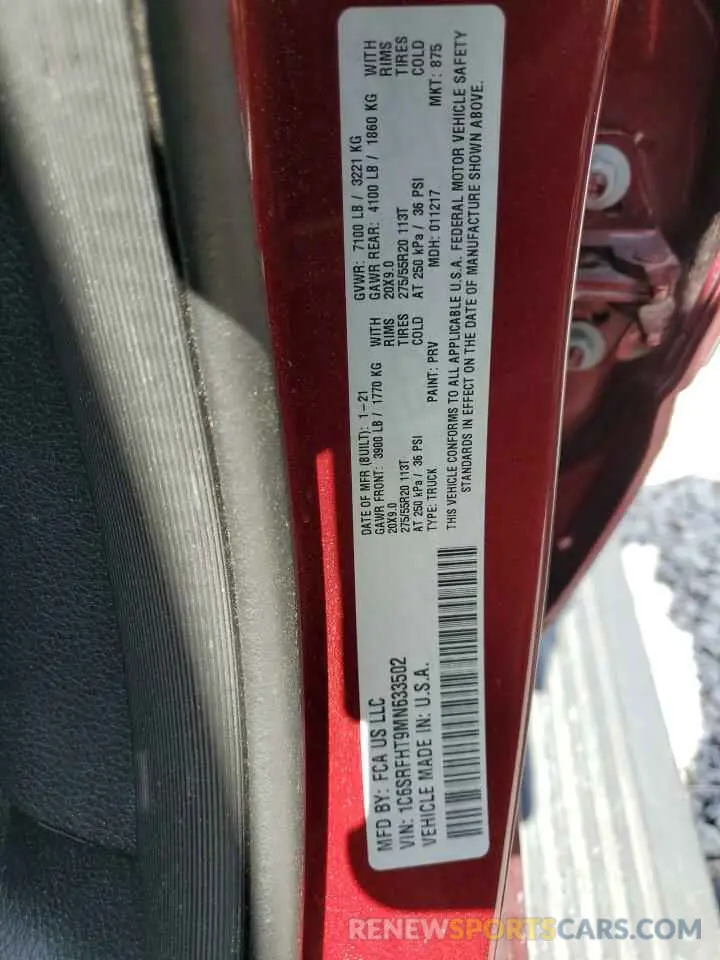 MFD BY: FCA US LLC
VIN: 1C6SRFHT9MN633502
VEHICLE MADE IN: U.S.A.
DATE OF MFR (BUILT): 1-21
GVWR: 7100 LB / 3221 KG
GAWR FRONT: 3900 LB / 1770 KG WITH
GAWR REAR: 4100 LB / 1860 KG WITH
20X9.0 RIMS
20X9.0 RIMS
275/55R20 113T TIRES
275/55R20 113T TIRES
AT 250 kPa / 36 PSI COLD
AT 250 kPa / 36 PSI COLD
TYPE: TRUCK PAINT: PRV MDH: 011217 MKT: 875
THIS VEHICLE CONFORMS TO ALL APPLICABLE U.S.A. FEDERAL MOTOR VEHICLE SAFETY
STANDARDS IN EFFECT ON THE DATE OF MANUFACTURE SHOWN ABOVE.
RENEWSPORTSCARS.COM